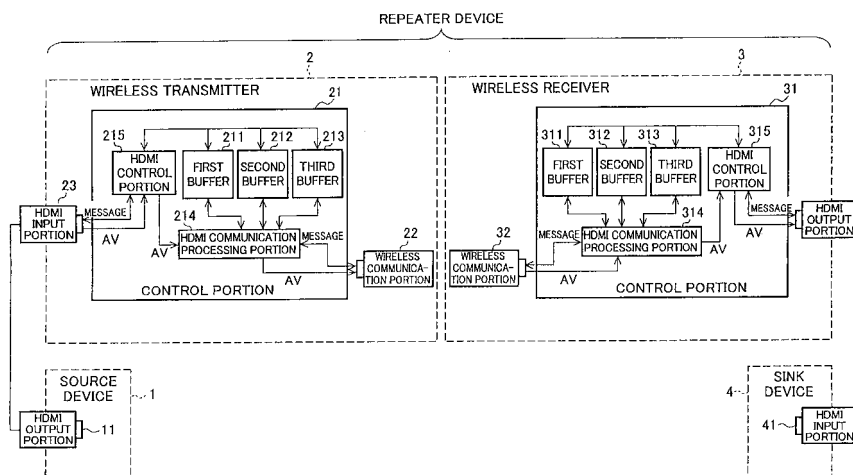 REPEATER DEVICE
2
3
WIRELESS TRANSMITTER
21
WIRELESS RECEIVER
31
215
211
212
213
HDMI
CONTROL
PORTION
FIRST
BUFFER
SECOND
BUFFER
THIRD
BUFFER
311
312
313
315
FIRST
BUFFER
SECOND
BUFFER
THIRD
BUFFER
HDMI
CONTROL
PORTION
23
HDMI
INPUT
PORTION
MESSAGE
AV
214
AV
HDMI COMMUNICATION
PROCESSING PORTION
MESSAGE
AV
22
WIRELESS
COMMUNICA-
TION PORTION
CONTROL PORTION
32
WIRELESS
COMMUNICA-
TION PORTION
MESSAGE
AV
314
HDMI COMMUNICATION
PROCESSING PORTION
AV
MESSAGE
AV
HDMI
OUTPUT
PORTION
CONTROL PORTION
SOURCE
DEVICE
1
HDMI
OUTPUT
PORTION
11
SINK
DEVICE
4
41
HDMI
INPUT
PORTION